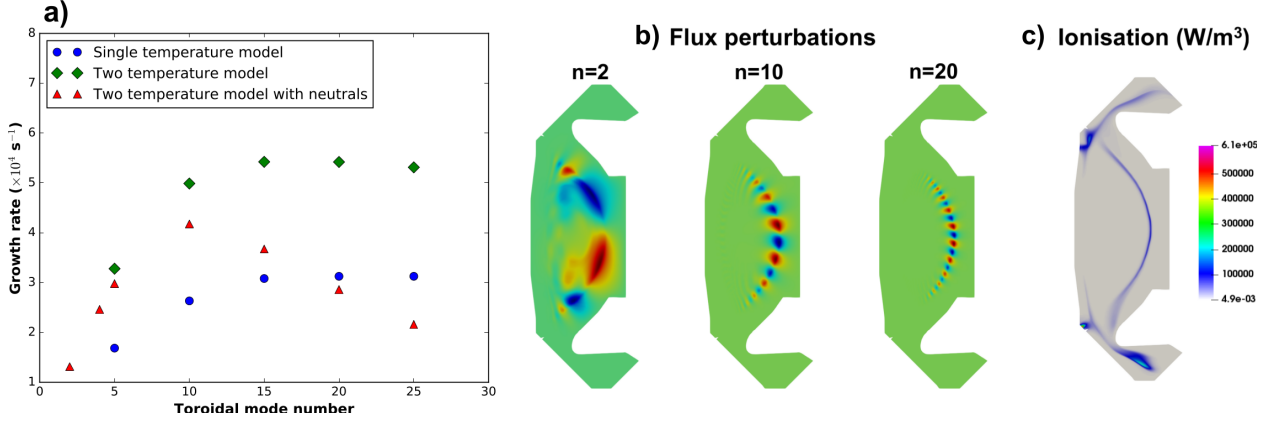 a)
8
7
6
5
4
3
2
1
Growth rate (×10⁴ s⁻¹)
Single temperature model
Two temperature model
Two temperature model with neutrals
0
5
10
15
20
25
30
Toroidal mode number
b) Flux perturbations
n=2
n=10
n=20
c) Ionisation (W/m³)
6.1e+05
500000
400000
300000
200000
100000
4.9e-03